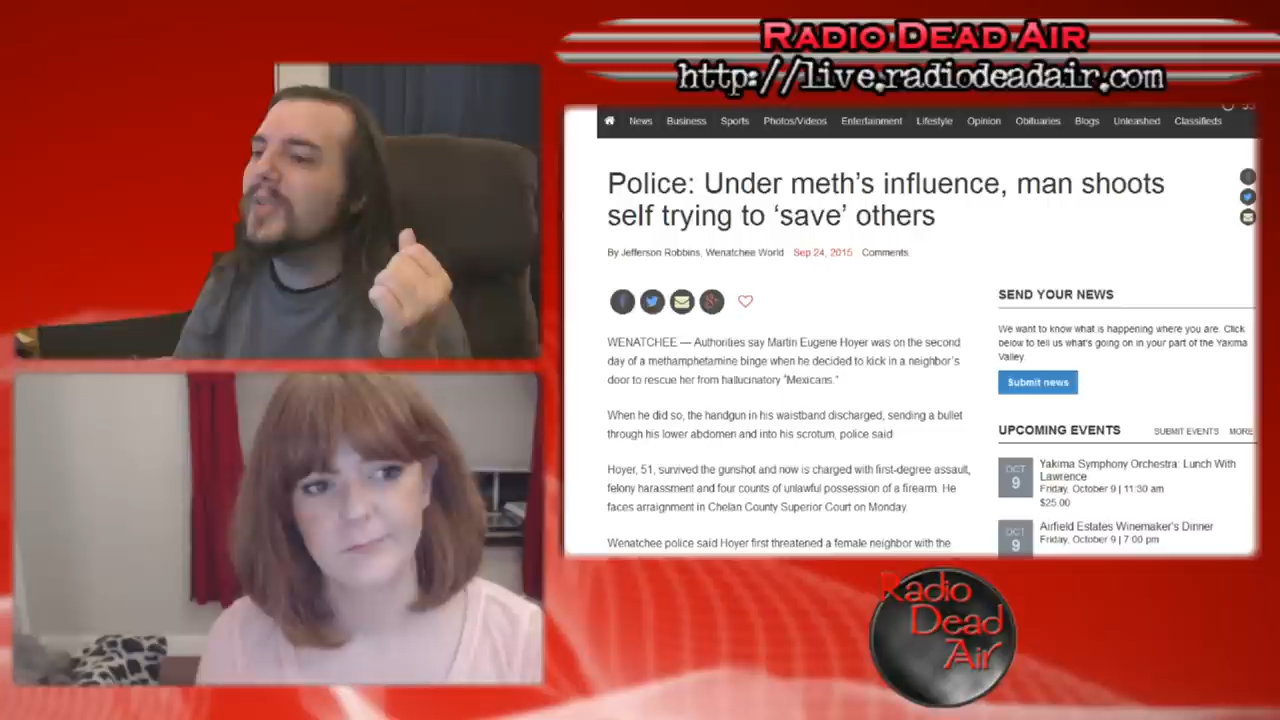 Radio Dead Air
http://live.radiodeadair.com
News Business Sports Photos/Videos Entertainment Lifestyle Opinion Obituaries Blogs Unleashed Classifieds
Police: Under meth's influence, man shoots
self trying to 'save' others
By Jefferson Robbins, Wenatchee World Sep 24, 2015 Comments
WENATCHEE — Authorities say Martin Eugene Hoyer was on the second
day of a methamphetamine binge when he decided to kick in a neighbor's
door to rescue her from hallucinatory "Mexicans."
When he did so, the handgun in his waistband discharged, sending a bullet
through his lower abdomen and into his scrotum, police said
Hoyer, 51, survived the gunshot and now is charged with first-degree assault,
felony harassment and four counts of unlawful possession of a firearm. He
faces arraignment in Chelan County Superior Court on Monday.
Wenatchee police said Hoyer first threatened a female neighbor with the
SEND YOUR NEWS
We want to know what is happening where you are. Click
below to tell us what's going on in your part of the Yakima
Valley.
Submit news
UPCOMING EVENTS SUBMIT EVENTS MORE
OCT
9
Yakima Symphony Orchestra: Lunch With
Lawrence
Friday, October 9 | 11:30 am
$25.00
OCT
9
Airfield Estates Winemaker's Dinner
Friday, October 9 | 7:00 pm
Radio
Dead
Air